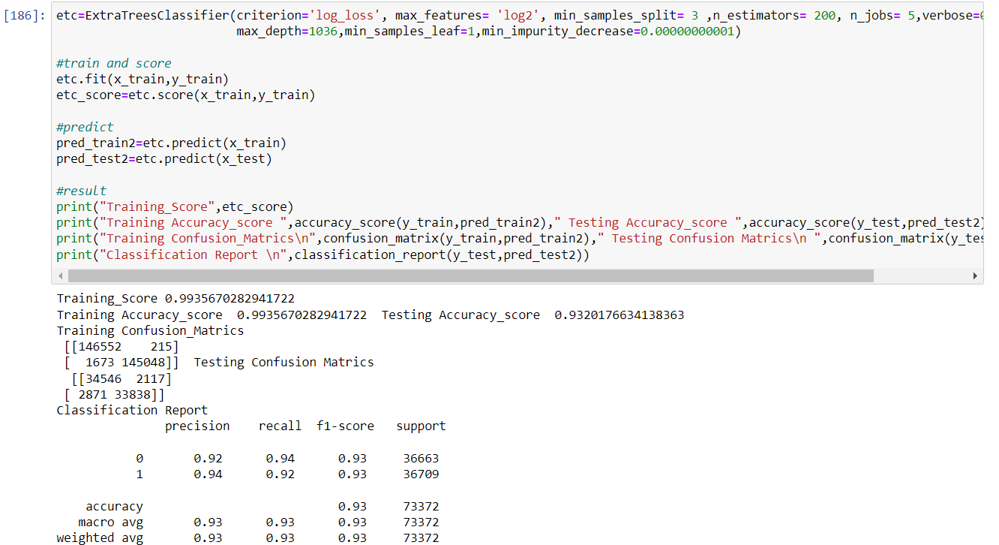 [186]: etc=ExtraTreesClassifier(criterion='log_loss', max_features= 'log2', min_samples_split= 3 ,n_estimators= 200, n_jobs= 5,verbose=
max_depth=1036,min_samples_leaf=1,min_impurity_decrease=0.00000000001)
#train and score
etc.fit(x_train,y_train)
etc_score=etc.score(x_train,y_train)
#predict
pred_train2=etc.predict(x_train)
pred_test2=etc.predict(x_test)
#result
print("Training_Score",etc_score)
print("Training Accuracy_score ",accuracy_score(y_train,pred_train2)," Testing Accuracy_score ",accuracy_score(y_test,pred_test2)
print("Training Confusion_Matrics\n",confusion_matrix(y_train,pred_train2)," Testing Confusion Matrics\n ",confusion_matrix(y_tes
print("Classification Report \n",classification_report(y_test,pred_test2))
Training_Score 0.9935670282941722
Training Accuracy_score  0.9935670282941722  Testing Accuracy_score  0.9320176634138363
Training Confusion_Matrics
[[146552    215]
[  1673 145048]]  Testing Confusion Matrics
[[34546  2117]
[ 2871 33838]]
Classification Report
precision    recall  f1-score   support
0       0.92      0.94      0.93     36663
1       0.94      0.92      0.93     36709
accuracy                           0.93     73372
macro avg       0.93      0.93      0.93     73372
weighted avg       0.93      0.93      0.93     73372